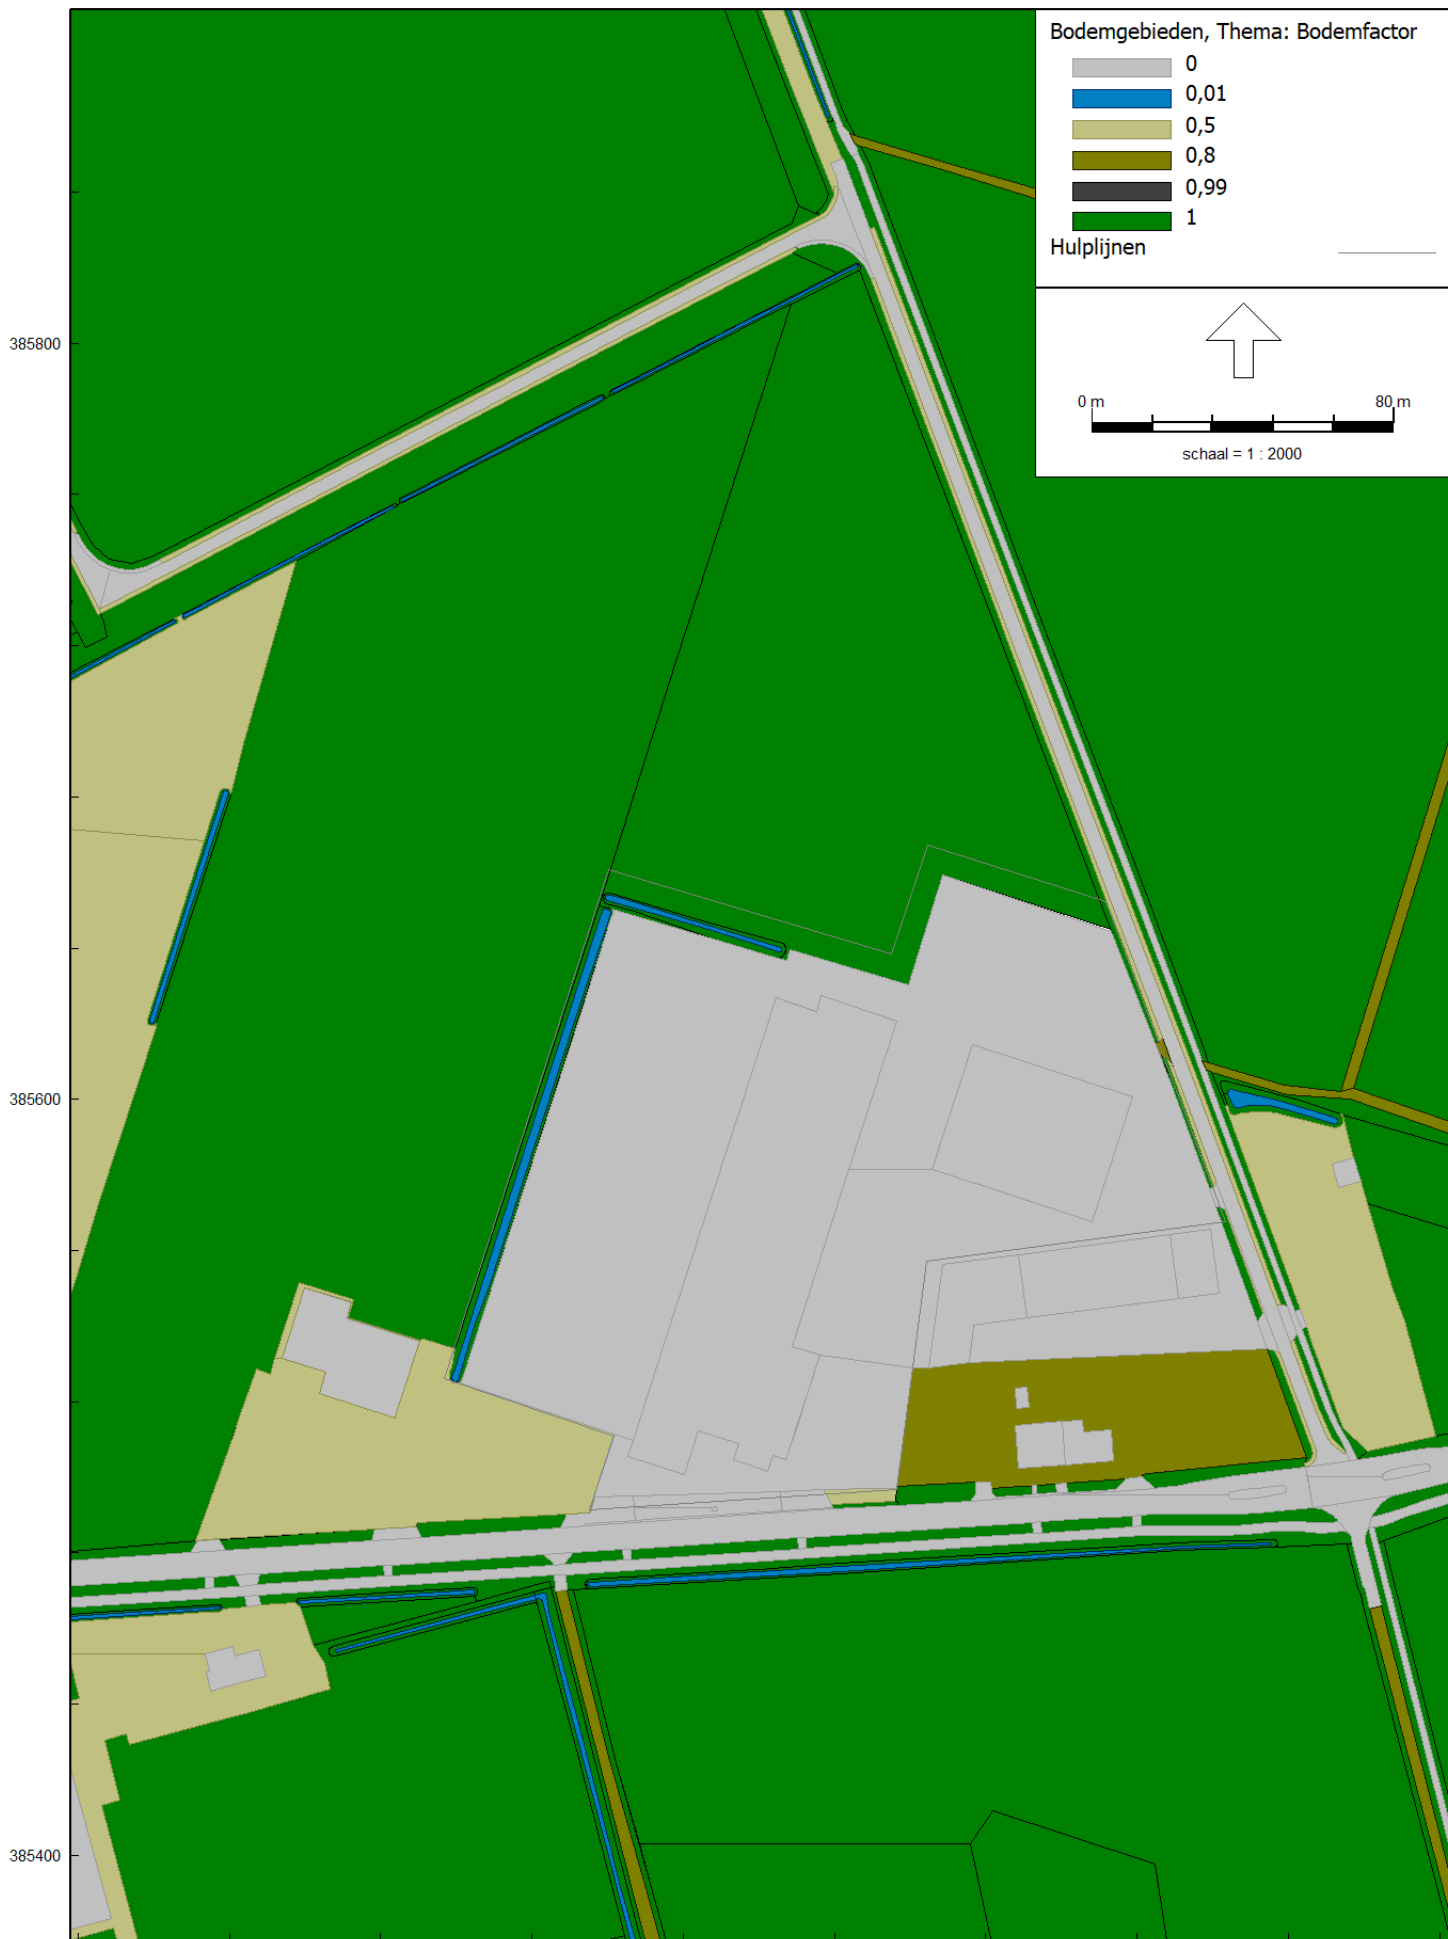 Bodemgebieden, Thema: Bodemfactor
0
0,01
0,5
0,8
0,99
1
Hulplijnen
0 m 80 m
schaal = 1 : 2000
385800
385600
385400